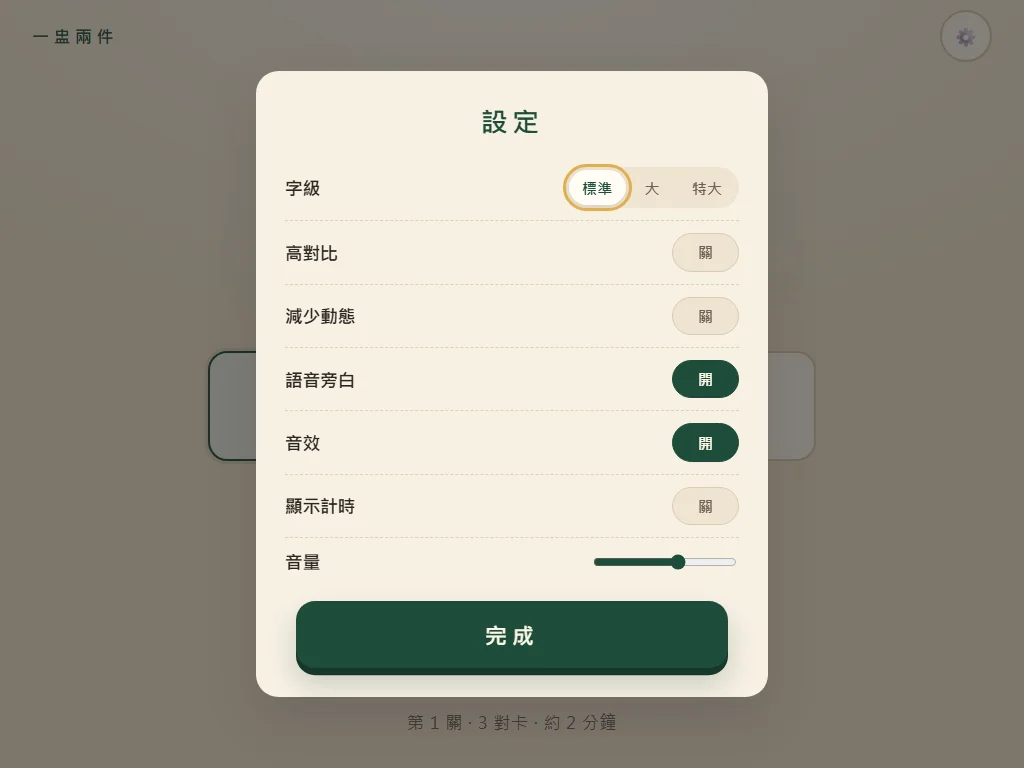 一盅兩件
設定
字級 標準 大 特大
高對比 關
減少動態 關
語音旁白 開
音效 開
顯示計時 關
音量
完成
第 1 關 · 3 對卡 · 約 2 分鐘